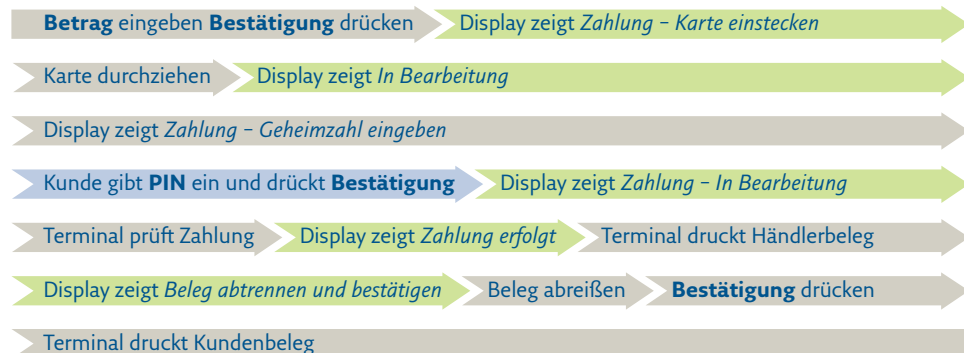 Betrag eingeben Bestätigung drücken Display zeigt Zahlung – Karte einstecken
Karte durchziehen Display zeigt In Bearbeitung
Display zeigt Zahlung – Geheimzahl eingeben
Kunde gibt PIN ein und drückt Bestätigung Display zeigt Zahlung – In Bearbeitung
Terminal prüft Zahlung Display zeigt Zahlung erfolgt Terminal druckt Händlerbeleg
Display zeigt Beleg abtrennen und bestätigen Beleg abreißen Bestätigung drücken
Terminal druckt Kundenbeleg